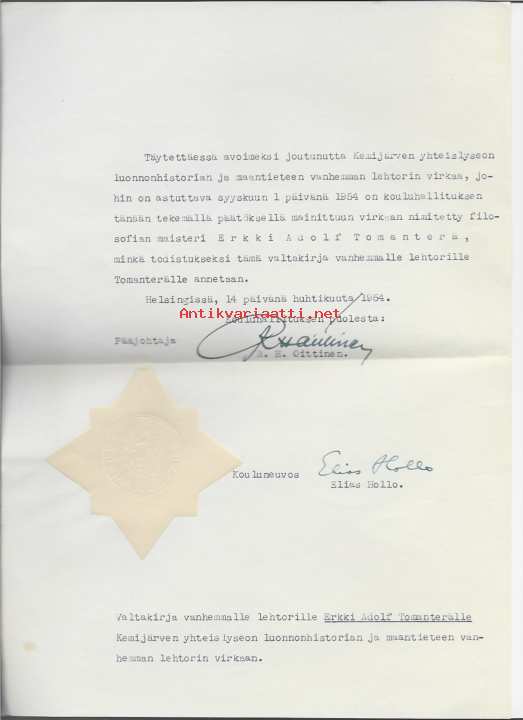 Täytettäessä avoimeksi joutunutta Kemijärven yhteislyseon
luonnonhistorian ja maantieteen vanhemman lehtorin virkaa, jo-
hin on astuttava syyskuun 1 päivänä 1954 on kouluhallituksen
tänään tekemällä päätöksellä mainittuun virkaan nimitetty filo-
sofian maisteri Erkki Adolf Tomanterä,
minkä todistukseksi tämä valtakirja vanhemmalle lehtorille
Tomanterälle annetaan.
Helsingissä, 14 päivänä huhtikuuta 1954.
Antikvariaatti.net
Kouluhallituksen puolesta:
Pääjohtaja
R. H. Oittinen.
Kouluneuvos Elias Hollo
Elias Hollo.
Valtakirja vanhemmalle lehtorille Erkki Adolf Tomanterälle
Kemijärven yhteislyseon luonnonhistorian ja maantieteen van-
hemman lehtorin virkaan.